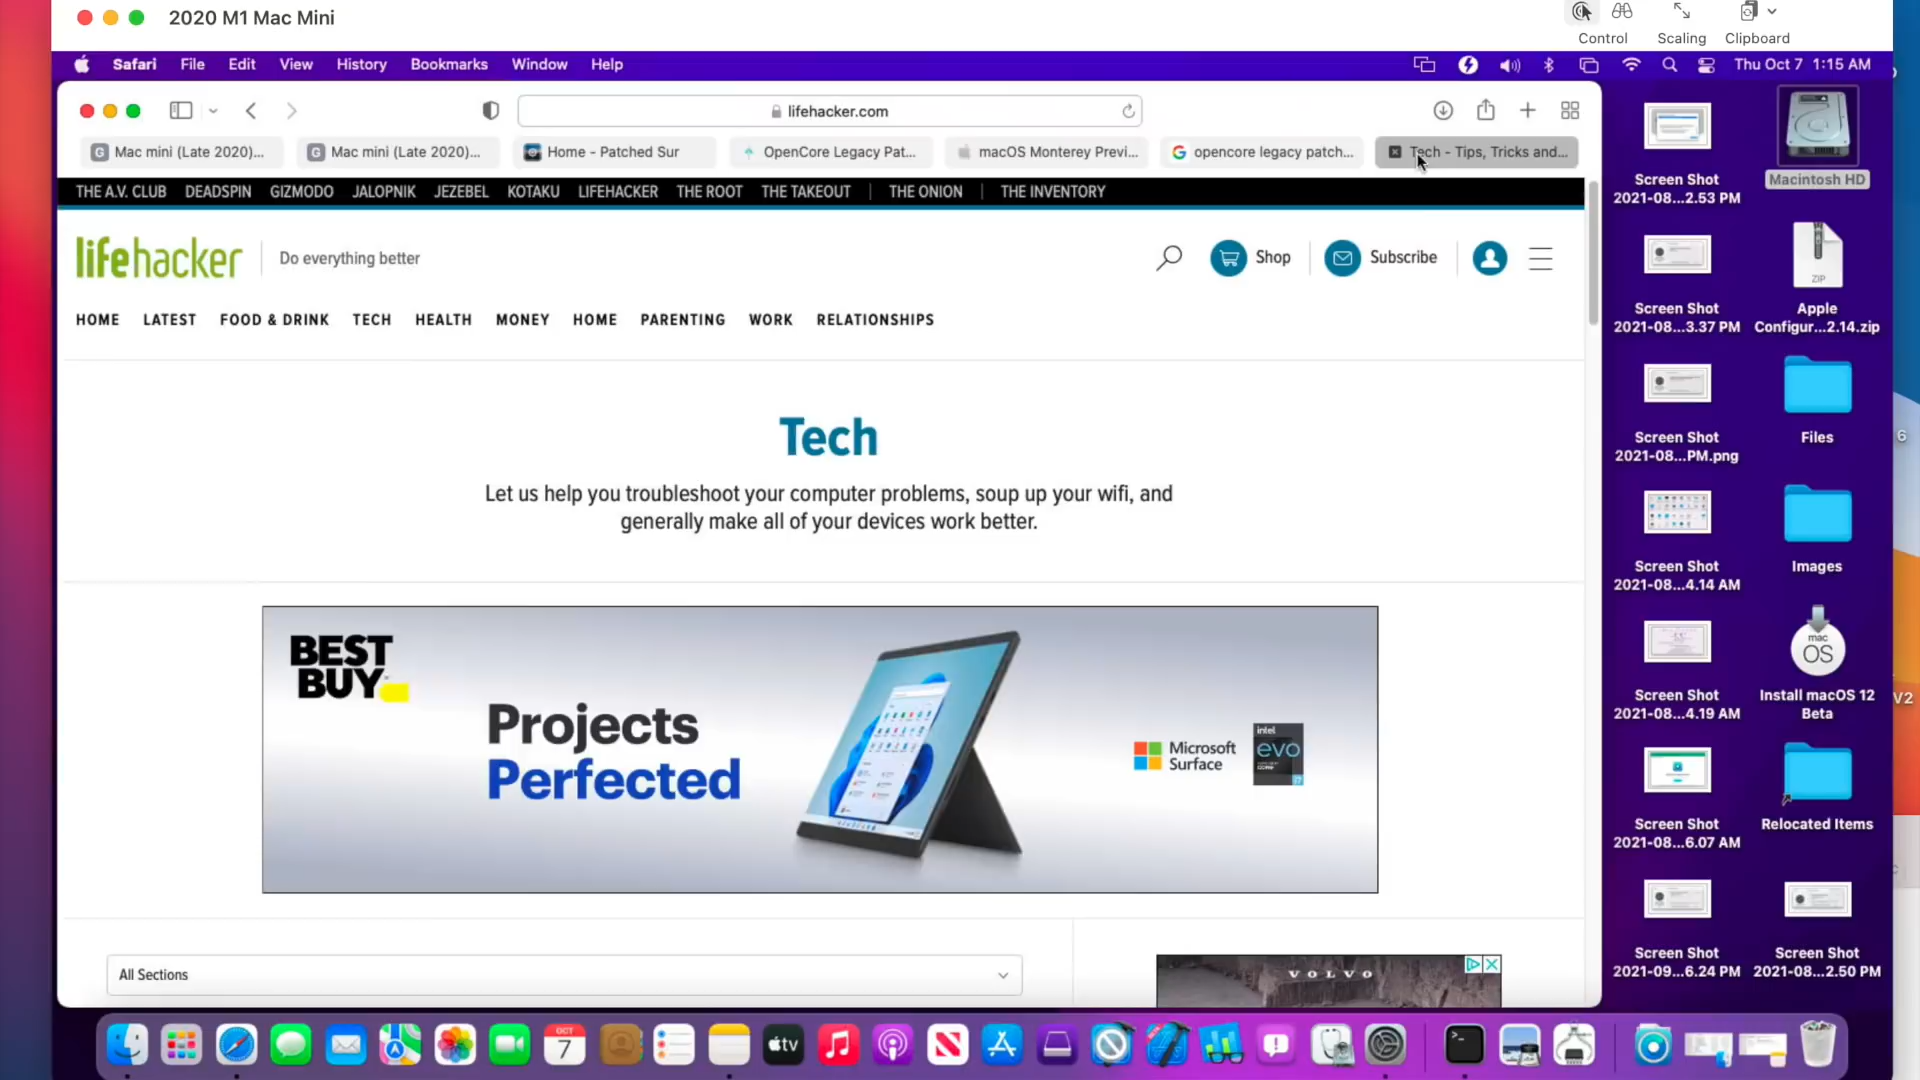 2020 M1 Mac Mini
Control Scaling Clipboard
Safari File Edit View History Bookmarks Window Help
Thu Oct 7 1:15 AM
lifehacker.com
Mac mini (Late 2020)...
Mac mini (Late 2020)...
Home - Patched Sur
OpenCore Legacy Pat...
macOS Monterey Previ...
opencore legacy patch...
Tech - Tips, Tricks and...
THE A.V. CLUB DEADSPIN GIZMODO JALOPNIK JEZEBEL KOTAKU LIFEHACKER THE ROOT THE TAKEOUT | THE ONION | THE INVENTORY
lifehacker
Do everything better
Shop
Subscribe
HOME LATEST FOOD & DRINK TECH HEALTH MONEY HOME PARENTING WORK RELATIONSHIPS
Tech
Let us help you troubleshoot your computer problems, soup up your wifi, and
generally make all of your devices work better.
BEST
BUY
Projects
Perfected
Microsoft
Surface
intel
evo
All Sections
VOLVO
Screen Shot
2021-08...2.53 PM
Macintosh HD
Screen Shot
2021-08...3.37 PM
ZIP
Apple
Configur...2.14.zip
Screen Shot
2021-08...PM.png
Files
6
Screen Shot
2021-08...4.14 AM
Images
Screen Shot
2021-08...4.19 AM
mac
OS
Install macOS 12
Beta
V2
Screen Shot
2021-08...6.07 AM
Relocated Items
Screen Shot
2021-09...6.24 PM
Screen Shot
2021-08...2.50 PM
OCT
7
tv